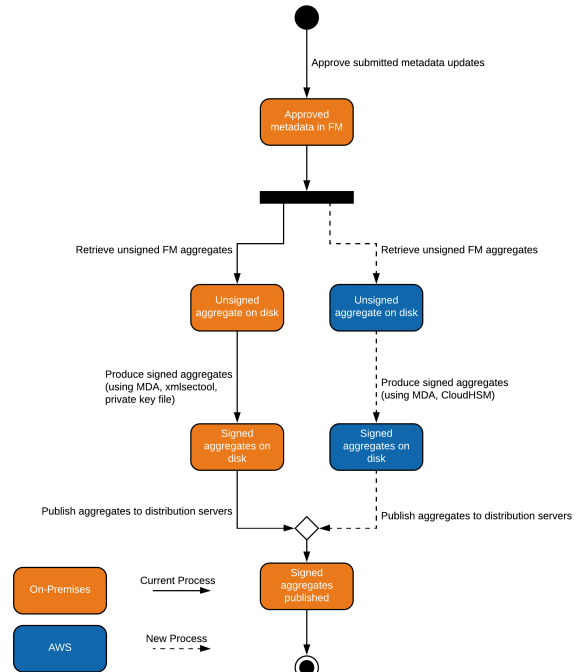 Approve submitted metadata updates
Approved
metadata in FM
Retrieve unsigned FM aggregates
Retrieve unsigned FM aggregates
Unsigned
aggregate on disk
Unsigned
aggregate on disk
Produce signed aggregates
(using MDA, xmlsectool,
private key file)
Produce signed aggregates
(using MDA, CloudHSM)
Signed
aggregates on
disk
Signed
aggregates on
disk
Publish aggregates to distribution servers
Publish aggregates to distribution servers
Signed
aggregates
published
On-Premises
Current Process
AWS
New Process